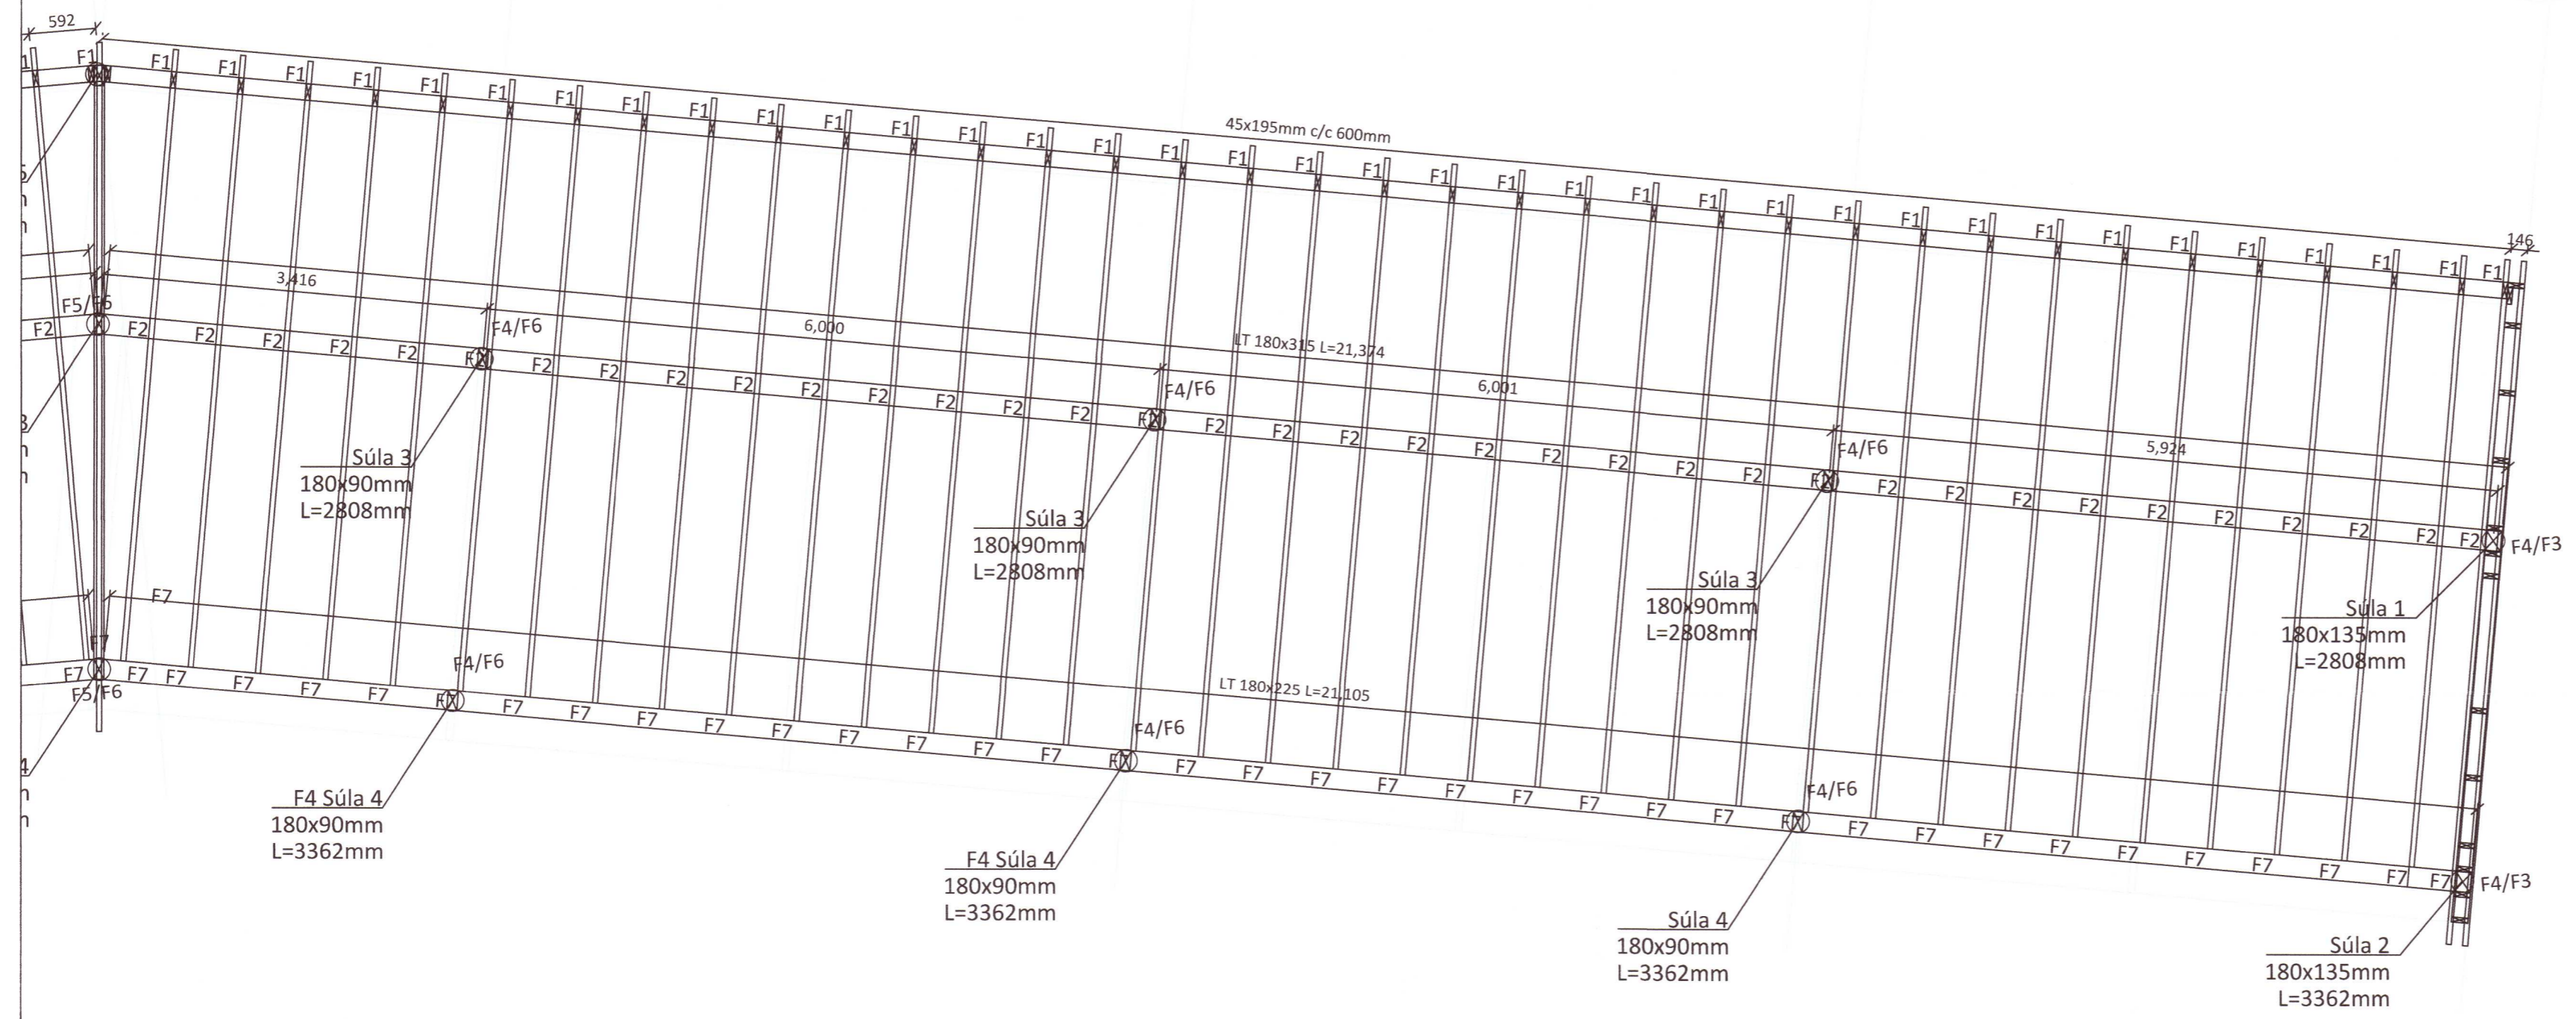 592
1 F1 F1 F1 F1 F1 F1 F1 F1 F1 F1 F1 F1 F1 F1 F1 F1 F1 F1 F1 F1 F1 F1 F1 F1 F1 F1 F1 F1 F1 F1 F1 F1 F1 F1 F1 F1 F1
45x195mm c/c 600mm
146
3,416
6,000
LT 180x315 L=21,374
6,001
5,924
F5/F6
F4/F6
F4/F6
F4/F6
F2 F2 F2 F2 F2 F2 F2 F2 F2 F2 F2 F2 F2 F2 F2 F2 F2 F2 F2 F2 F2 F2 F2 F2 F2 F2 F2 F2 F2 F2 F2 F2 F2 F2 F2 F2 F2
F4/F3
Súla 3
180x90mm
L=2808mm
Súla 3
180x90mm
L=2808mm
Súla 3
180x90mm
L=2808mm
Súla 1
180x135mm
L=2808mm
F7
F7
LT 180x225 L=21,105
F4/F6
F4/F6
F4/F6
F7 F7 F7 F7 F7 F7 F7 F7 F7 F7 F7 F7 F7 F7 F7 F7 F7 F7 F7 F7 F7 F7 F7 F7 F7 F7 F7 F7 F7 F7 F7 F7 F7 F7 F7 F7 F7
F5/F6
F4/F3
F4 Súla 4
180x90mm
L=3362mm
F4 Súla 4
180x90mm
L=3362mm
Súla 4
180x90mm
L=3362mm
Súla 2
180x135mm
L=3362mm